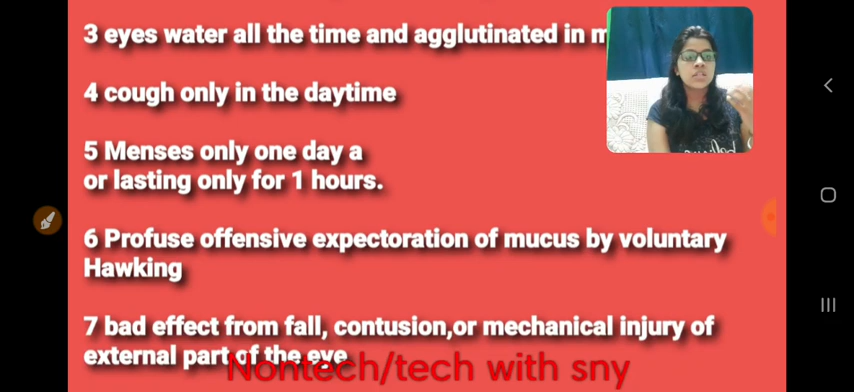 3 eyes water all the time and agglutinated in
4 cough only in the daytime
5 Menses only one day a
or lasting only for 1 hours.
6 Profuse offensive expectoration of mucus by voluntary
Hawking
7 bad effect from fall, contusion,or mechanical injury of
external part of the eye
Nontech/tech with sny